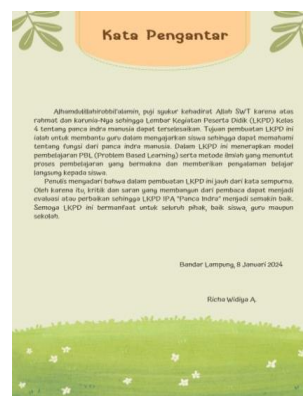 Kata Pengantar
Alhamdulillahirobbil'alemin, puji syukur kehadirat Allah SWT karena atas
rahmat dan karunia-Nya sehingga Lembar Kegiatan Peserta Didik (LKPD) Kelas
4 tentang panca indra manusia dapat terselesaikan. Tujuan pembuatan LKPD ini
ialah untuk membantu guru dalam mengajarkan siswa sehingga dapat memahami
tentang fungsi dari panca indra manusia. Dalam LKPD ini menerapkan model
pembelajaran PBL (Problem Based Learning) serta metode ilmiah yang menuntut
proses pembelajaran yang bermakna dan memberikan pengalaman belajar
langsung kepada siswa.
Penulis menyadari bahwa dalam pembuatan LKPD ini jauh dari kata sempurna.
Oleh karena itu, kritik dan saran yang membangun dari pembaca dapat menjadi
evaluasi atau perbaikan sehingga LKPD IPA "Panca Indra" menjadi semakin baik.
Semoga LKPD ini bermanfaat untuk seluruh pihak, baik siswa, guru maupun
sekolah.
Bandar Lampung, 8 Januari 2024
Richa Widiya A.